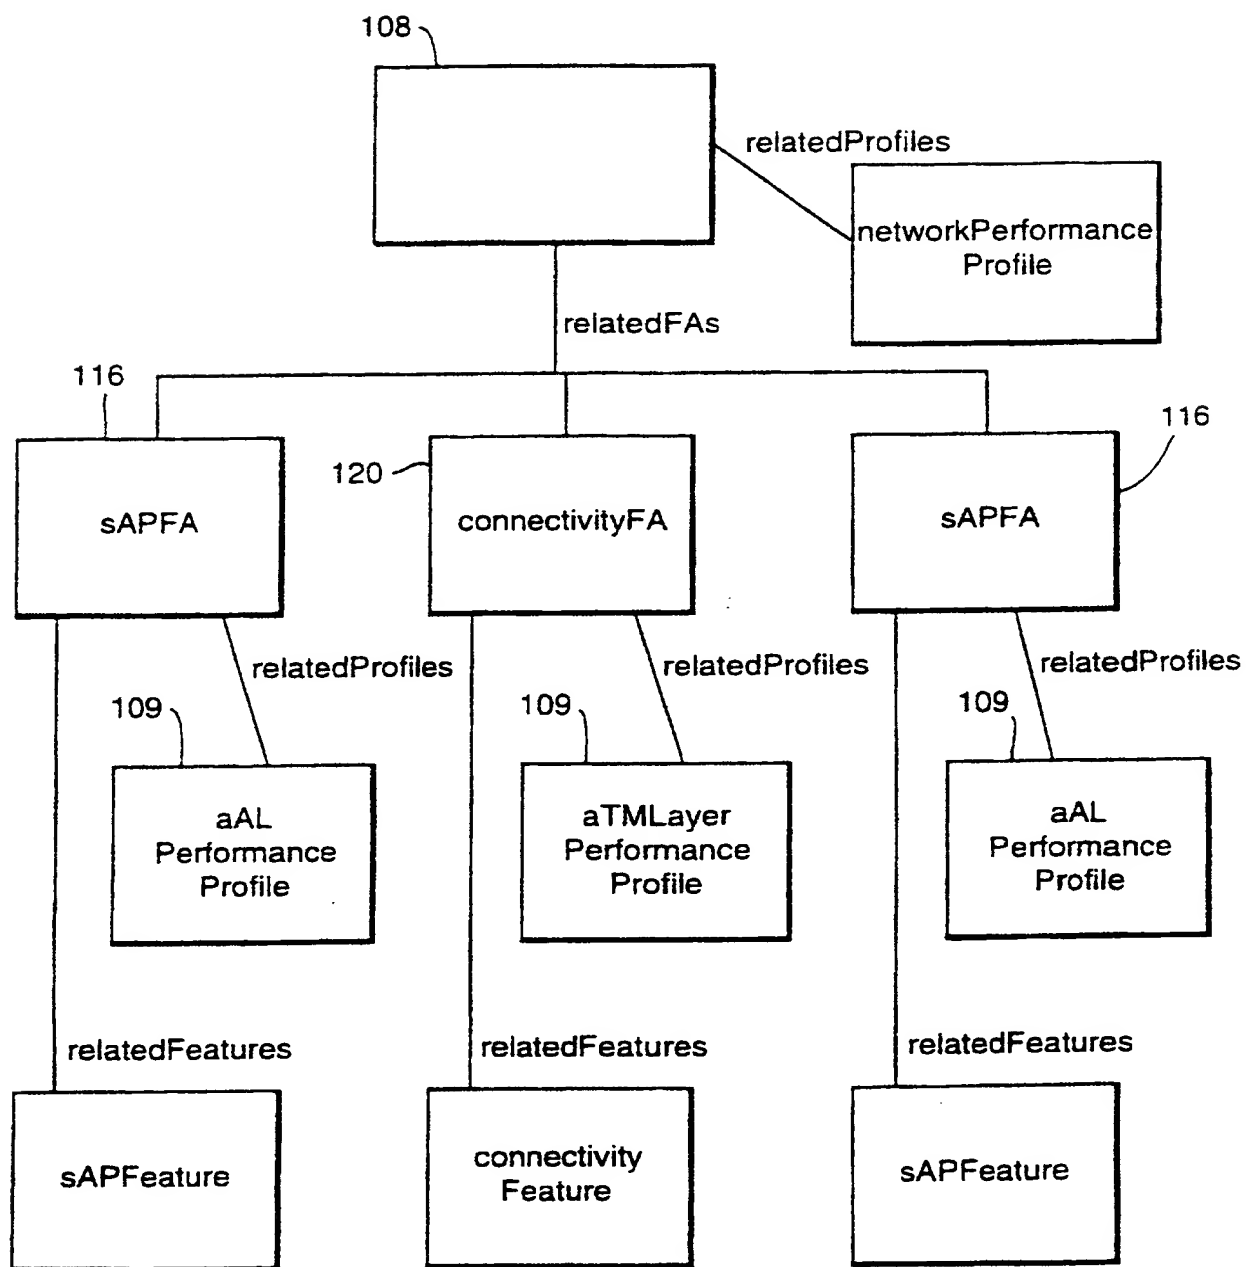 108
relatedProfiles
networkPerformance
Profile
relatedFAs
116
116
120
sAPFA
connectivityFA
sAPFA
relatedProfiles
relatedProfiles
relatedProfiles
109
109
109
aAL
Performance
Profile
aTMLayer
Performance
Profile
aAL
Performance
Profile
relatedFeatures
relatedFeatures
relatedFeatures
sAPFeature
connectivity
Feature
sAPFeature